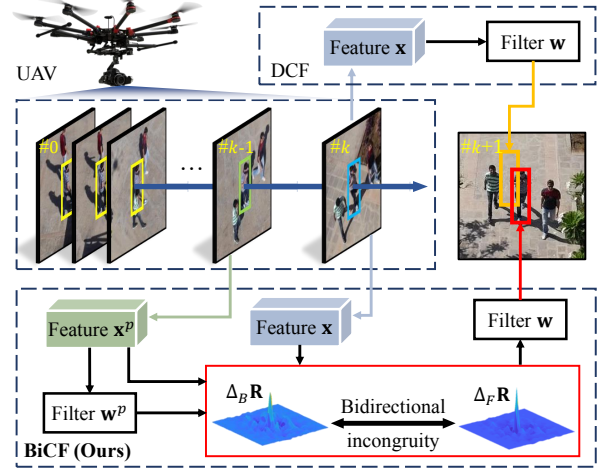 UAV
Feature x
Filter w
DCF
#0
...
#k-1
#k
#k+1
Feature x^p
Feature x
Filter w
Filter w^p
Δ_B R
Bidirectional
incongruity
Δ_F R
BiCF (Ours)